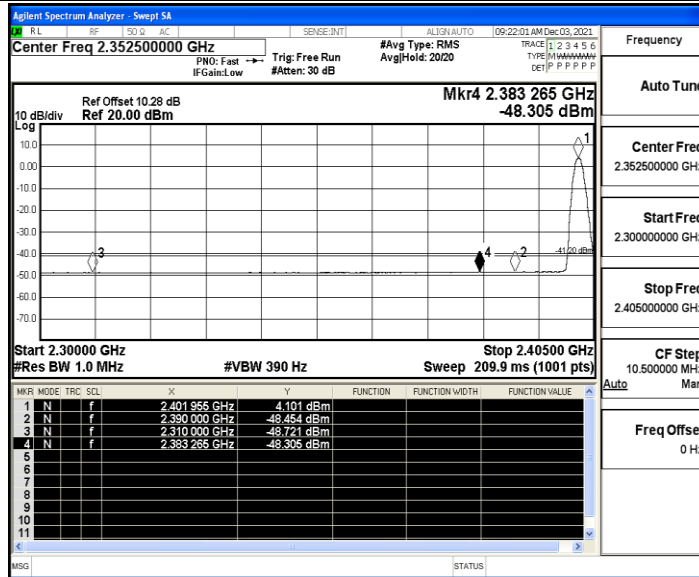 Agilent Spectrum Analyzer - Swept SA
RL RF 50 Ω AC SENSE:INT ALIGN AUTO 09:22:01 AM Dec 03, 2021
Center Freq 2.352500000 GHz
PNO: Fast
IFGain:Low
Trig: Free Run
#Atten: 30 dB
#Avg Type: RMS
Avg|Hold: 20/20
TRACE 1 2 3 4 5 6
TYPE M
DET P P P P P P
Ref Offset 10.28 dB
Ref 20.00 dBm
10 dB/div
Log
Mkr4 2.383 265 GHz
-48.305 dBm
10.0
0.00
-10.0
-20.0
-30.0
-40.0
-50.0
-60.0
-70.0
1
2
3
4
-41.20 dBm
Start 2.30000 GHz Stop 2.40500 GHz
#Res BW 1.0 MHz #VBW 390 Hz Sweep 209.9 ms (1001 pts)
MKR MODE TRC SCL X Y FUNCTION FUNCTION WIDTH FUNCTION VALUE
1 N f 2.401 955 GHz 4.101 dBm
2 N f 2.390 000 GHz -48.454 dBm
3 N f 2.310 000 GHz -48.721 dBm
4 N f 2.383 265 GHz -48.305 dBm
5
6
7
8
9
10
11
MSG STATUS
Frequency
Auto Tune
Center Freq
2.352500000 GHz
Start Freq
2.300000000 GHz
Stop Freq
2.405000000 GHz
CF Step
10.500000 MHz
Auto Man
Freq Offset
0 Hz